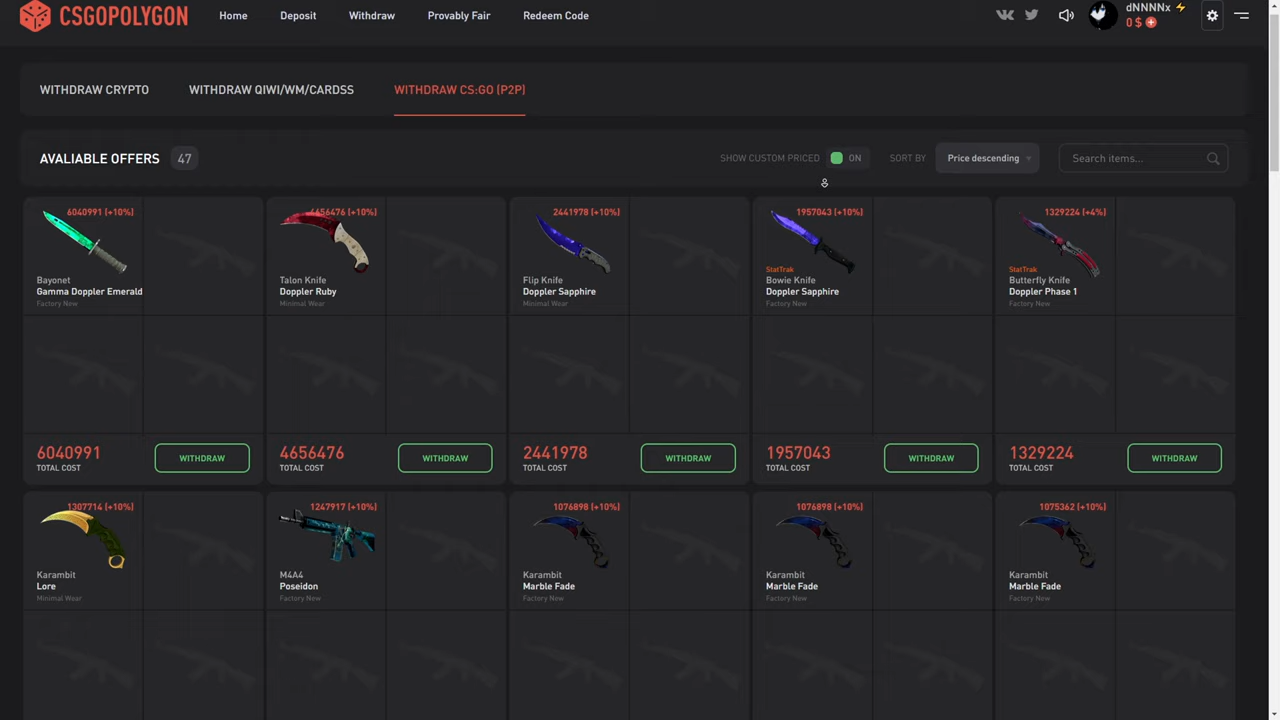 CSGOPOLYGON
Home
Deposit
Withdraw
Provably Fair
Redeem Code
dNNNNx
0 $
WITHDRAW CRYPTO
WITHDRAW QIWI/WM/CARDSS
WITHDRAW CS:GO (P2P)
AVALIABLE OFFERS 47
SHOW CUSTOM PRICED ON
SORT BY Price descending
Search items...
6040991 (+10%)
Bayonet
Gamma Doppler Emerald
Factory New
6040991
TOTAL COST
WITHDRAW
4656476 (+10%)
Talon Knife
Doppler Ruby
Minimal Wear
4656476
TOTAL COST
WITHDRAW
2441978 (+10%)
Flip Knife
Doppler Sapphire
Minimal Wear
2441978
TOTAL COST
WITHDRAW
1957043 (+10%)
StatTrak
Bowie Knife
Doppler Sapphire
Factory New
1957043
TOTAL COST
WITHDRAW
1329224 (+4%)
StatTrak
Butterfly Knife
Doppler Phase 1
Factory New
1329224
TOTAL COST
WITHDRAW
1307714 (+10%)
Karambit
Lore
Minimal Wear
1247917 (+10%)
M4A4
Poseidon
Factory New
1076898 (+10%)
Karambit
Marble Fade
Factory New
1076898 (+10%)
Karambit
Marble Fade
Factory New
1075362 (+10%)
Karambit
Marble Fade
Factory New